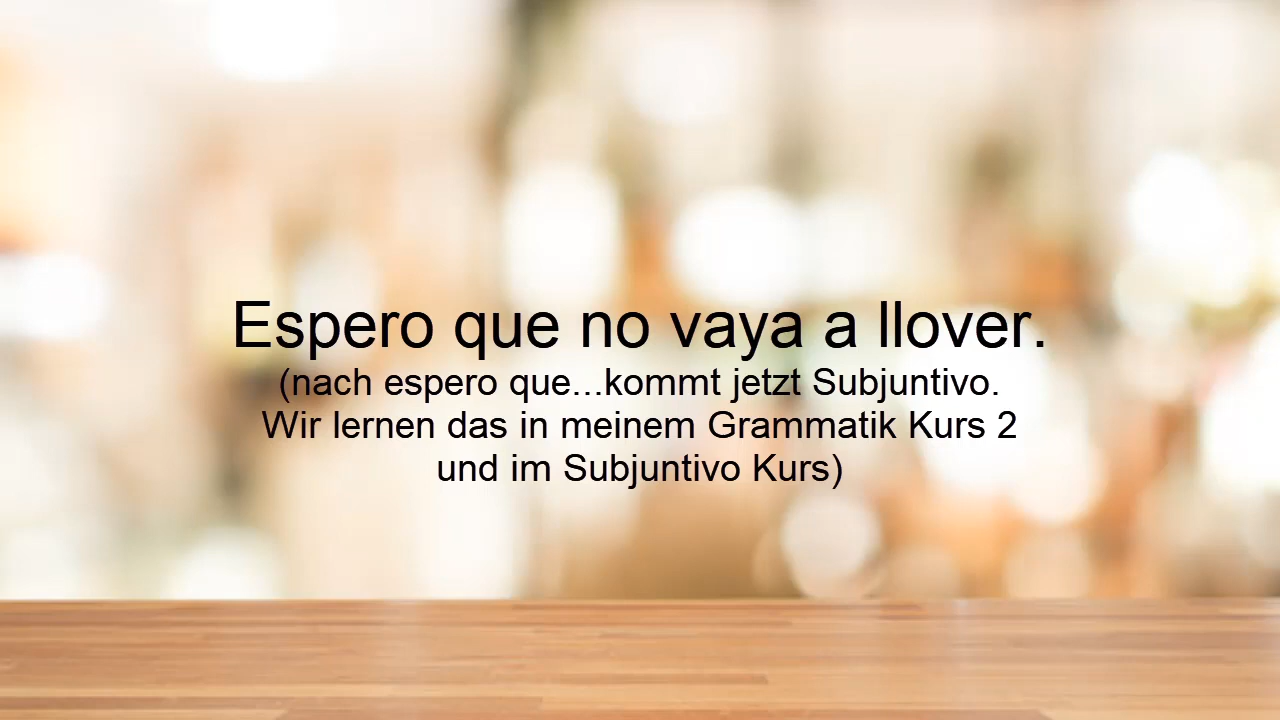 Espero que no vaya a llover.
(nach espero que...kommt jetzt Subjuntivo.
Wir lernen das in meinem Grammatik Kurs 2
und im Subjuntivo Kurs)